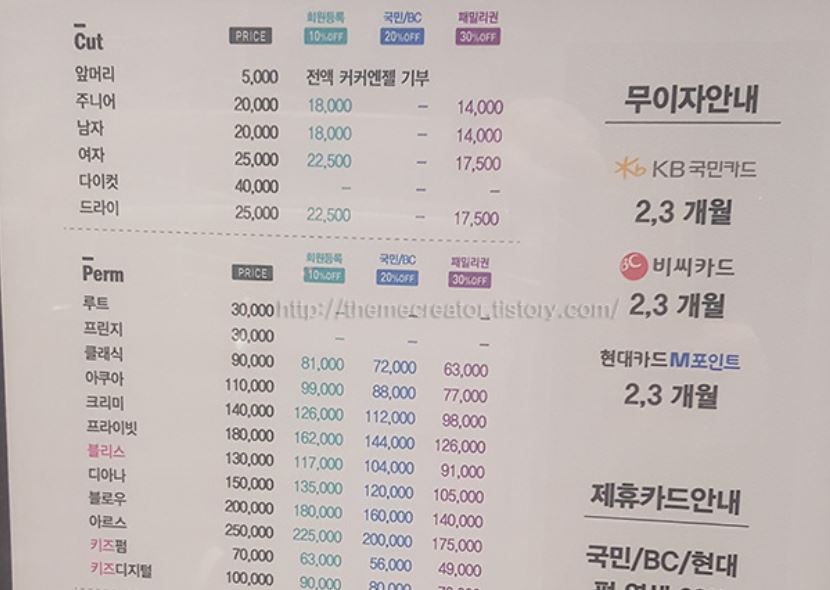 회원등록 국민/BC 패밀리권
Cut PRICE 10%OFF 20%OFF 30%OFF
앞머리 5,000 전액 커커엔젤 기부
주니어 20,000 18,000 – 14,000
남자 20,000 18,000 – 14,000
여자 25,000 22,500 – 17,500
다이컷 40,000 – – –
드라이 25,000 22,500 – 17,500
회원등록 국민/BC 패밀리권
Perm PRICE 10%OFF 20%OFF 30%OFF
루트 30,000 – – –
프린지 30,000 – – –
클래식 90,000 81,000 72,000 63,000
아쿠아 110,000 99,000 88,000 77,000
크리미 140,000 126,000 112,000 98,000
프라이빗 180,000 162,000 144,000 126,000
블리스 130,000 117,000 104,000 91,000
디아나 150,000 135,000 120,000 105,000
블로우 200,000 180,000 160,000 140,000
아르스 250,000 225,000 200,000 175,000
키즈펌 70,000 63,000 56,000 49,000
키즈디지털 100,000 90,000 80,000
http://themecreator.tistory.com/
무이자안내
Kb KB국민카드
2,3 개월
BC 비씨카드
2,3 개월
현대카드M포인트
2,3 개월
제휴카드안내
국민/BC/현대